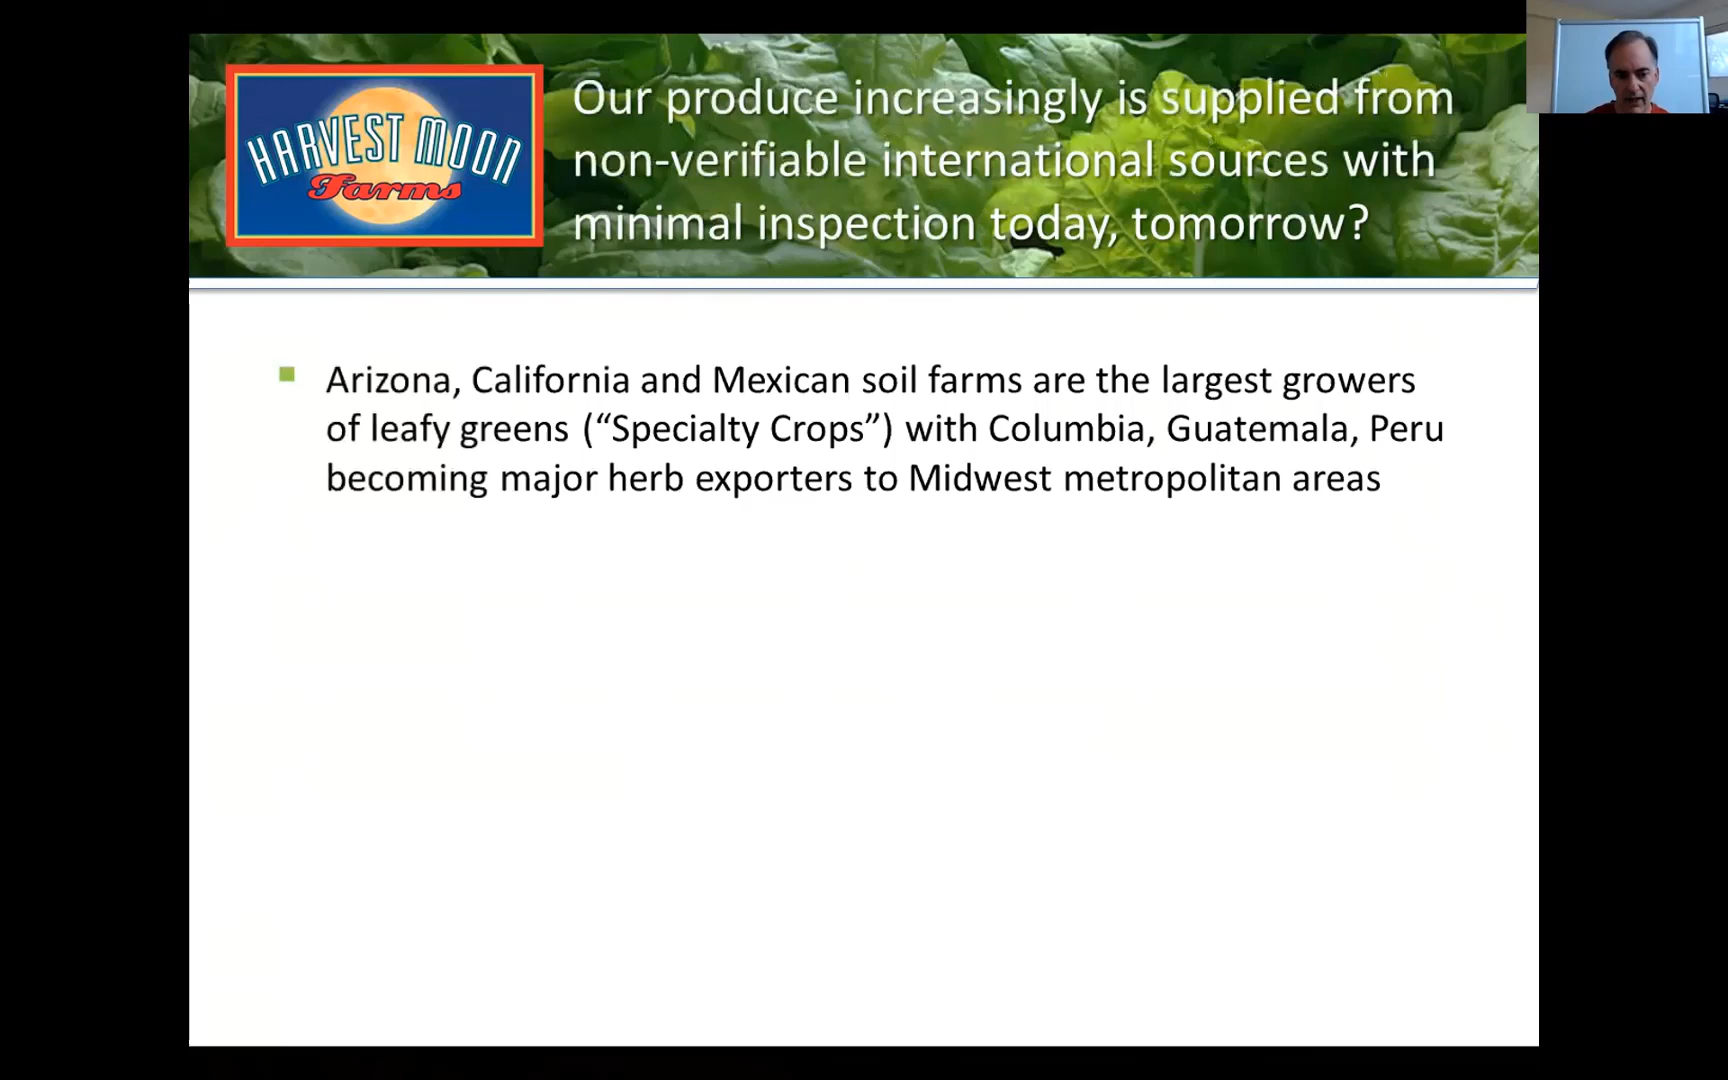 HARVEST MOON
Farms
Our produce increasingly is supplied from
non-verifiable international sources with
minimal inspection today, tomorrow?
Arizona, California and Mexican soil farms are the largest growers
of leafy greens (“Specialty Crops”) with Columbia, Guatemala, Peru
becoming major herb exporters to Midwest metropolitan areas